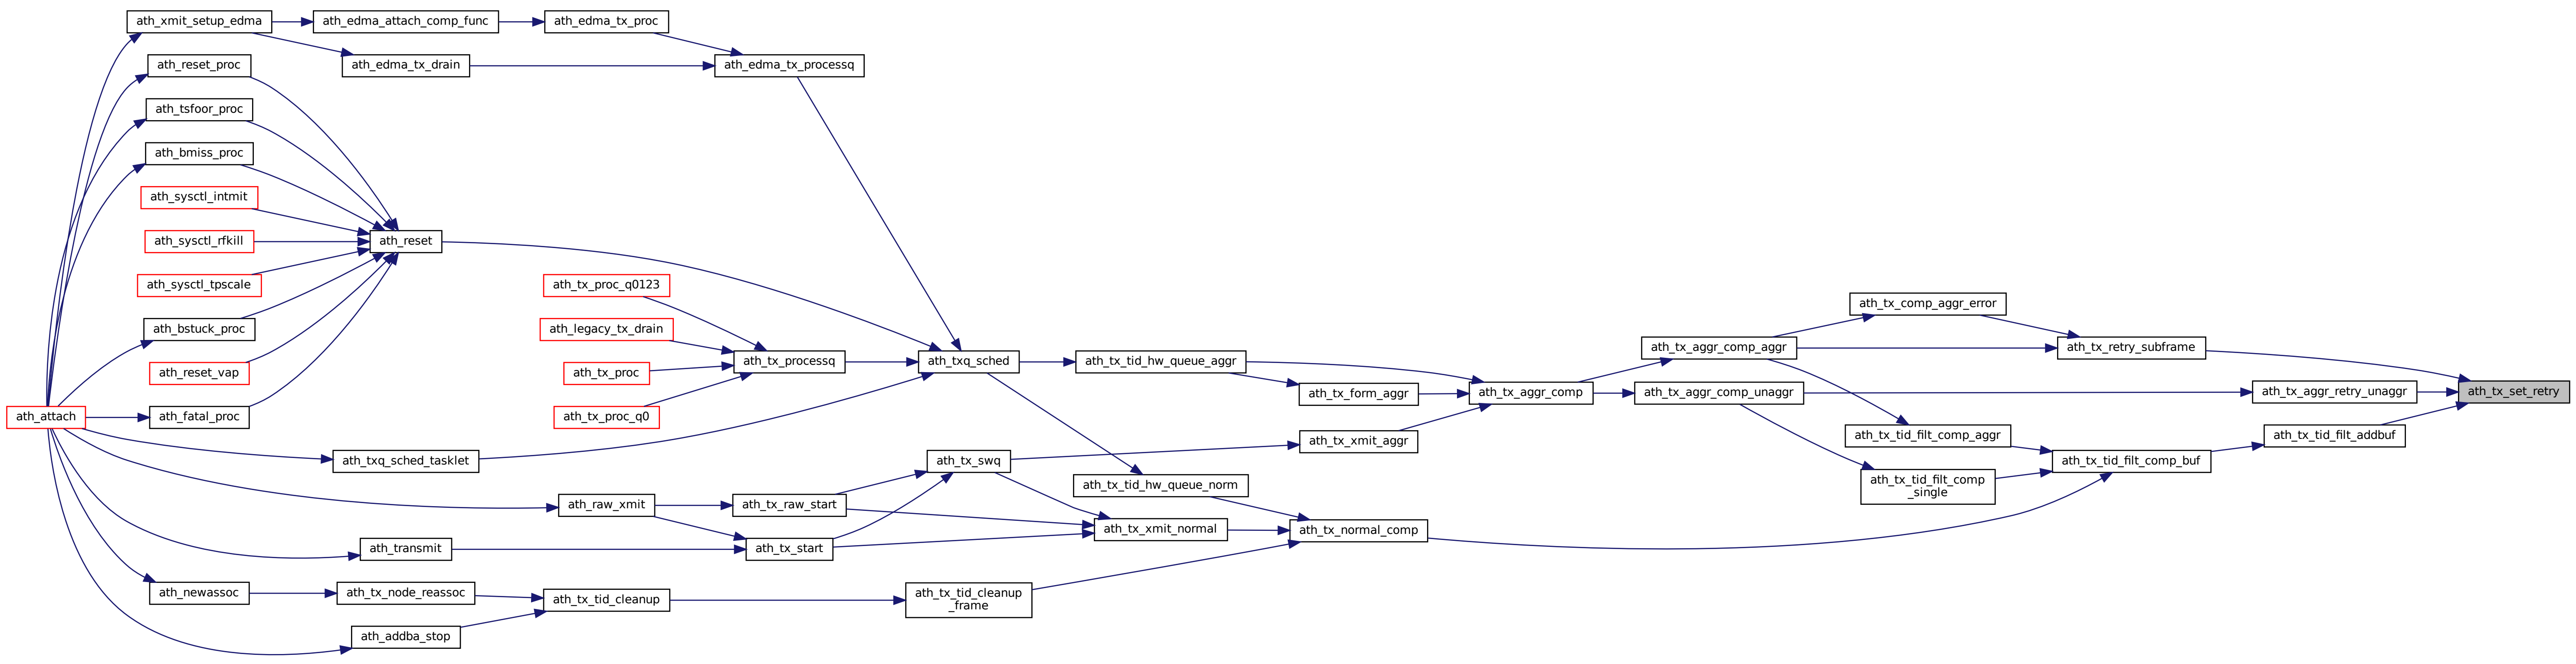 ath_xmit_setup_edma
ath_edma_attach_comp_func
ath_edma_tx_proc
ath_reset_proc
ath_edma_tx_drain
ath_edma_tx_processq
ath_tsfoor_proc
ath_bmiss_proc
ath_sysctl_intmit
ath_sysctl_rfkill
ath_reset
ath_sysctl_tpscale
ath_tx_proc_q0123
ath_tx_comp_aggr_error
ath_bstuck_proc
ath_legacy_tx_drain
ath_tx_aggr_comp_aggr
ath_tx_retry_subframe
ath_reset_vap
ath_tx_proc
ath_tx_processq
ath_txq_sched
ath_tx_tid_hw_queue_aggr
ath_tx_form_aggr
ath_tx_aggr_comp
ath_tx_aggr_comp_unaggr
ath_tx_aggr_retry_unaggr
ath_tx_set_retry
ath_attach
ath_fatal_proc
ath_tx_proc_q0
ath_tx_xmit_aggr
ath_tx_tid_filt_comp_aggr
ath_tx_tid_filt_addbuf
ath_txq_sched_tasklet
ath_tx_swq
ath_tx_tid_filt_comp_buf
ath_tx_tid_hw_queue_norm
ath_tx_tid_filt_comp
_single
ath_raw_xmit
ath_tx_raw_start
ath_tx_xmit_normal
ath_tx_normal_comp
ath_transmit
ath_tx_start
ath_newassoc
ath_tx_node_reassoc
ath_tx_tid_cleanup
ath_tx_tid_cleanup
_frame
ath_addba_stop